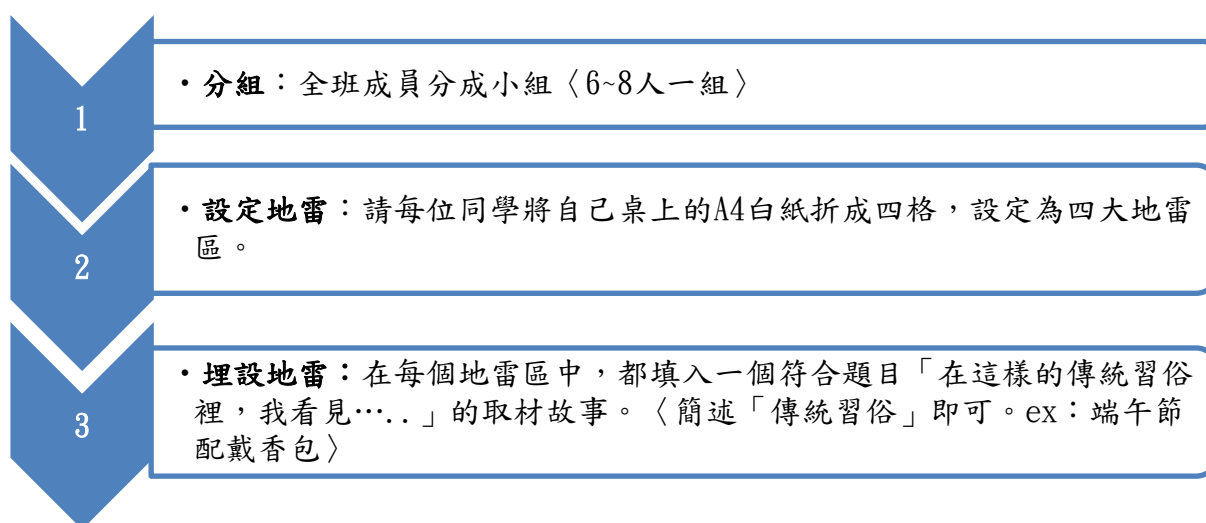 1
・分組：全班成員分成小組〈6~8人一組〉
2
・設定地雷：請每位同學將自己桌上的A4白紙折成四格，設定為四大地雷
區。
3
・埋設地雷：在每個地雷區中，都填入一個符合題目「在這樣的傳統習俗
裡，我看見…..」的取材故事。〈簡述「傳統習俗」即可。ex：端午節
配戴香包〉